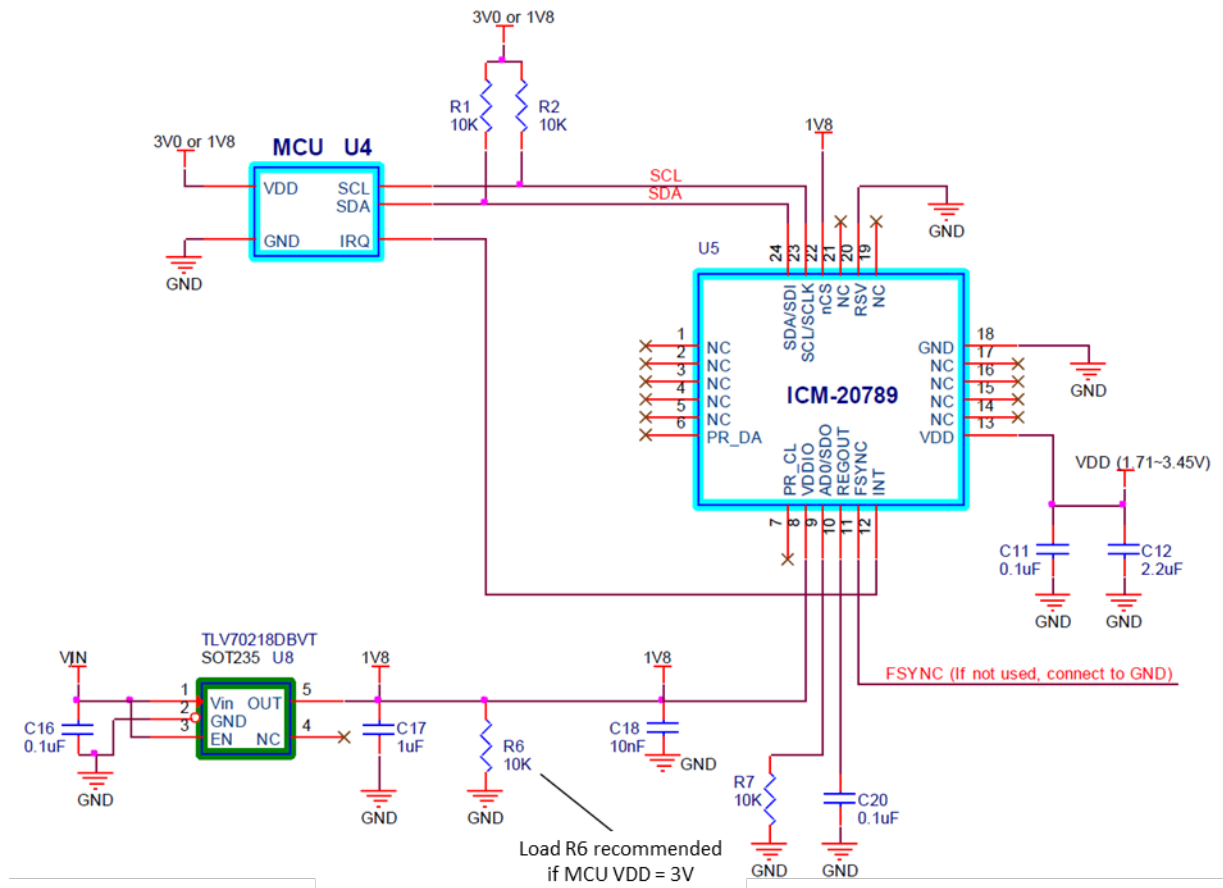 3V0 or 1V8
R1
10K
R2
10K
3V0 or 1V8
MCU U4
VDD
SCL
SDA
GND
IRQ
GND
SCL
SDA
1V8
GND
U5
24
23
22
21
20
19
SDA/SDI
SCL/SCLK
nCS
NC
RSV
NC
1
NC
2
NC
3
NC
4
NC
5
NC
6
PR_DA
ICM-20789
18
GND
17
NC
16
NC
15
NC
14
NC
13
VDD
GND
PR_CL
VDDIO
AD0/SDO
REGOUT
FSYNC
INT
7
8
9
10
11
12
VDD (1.71~3.45V)
C11
0.1uF
C12
2.2uF
GND
GND
FSYNC (If not used, connect to GND)
TLV70218DBVT
SOT235 U8
VIN
1
Vin
OUT
5
2
GND
3
EN
NC
4
C16
0.1uF
GND
1V8
C17
1uF
GND
R6
10K
GND
1V8
C18
10nF
GND
R7
10K
GND
C20
0.1uF
GND
Load R6 recommended
if MCU VDD = 3V